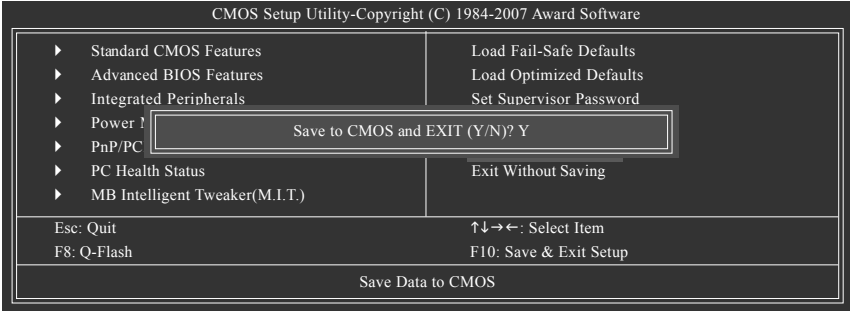 CMOS Setup Utility-Copyright (C) 1984-2007 Award Software
Standard CMOS Features
Load Fail-Safe Defaults
Advanced BIOS Features
Load Optimized Defaults
Integrated Peripherals
Set Supervisor Password
Power
Save to CMOS and EXIT (Y/N)? Y
PnP/PC
PC Health Status
Exit Without Saving
MB Intelligent Tweaker(M.I.T.)
Esc: Quit
↑↓→←: Select Item
F8: Q-Flash
F10: Save & Exit Setup
Save Data to CMOS